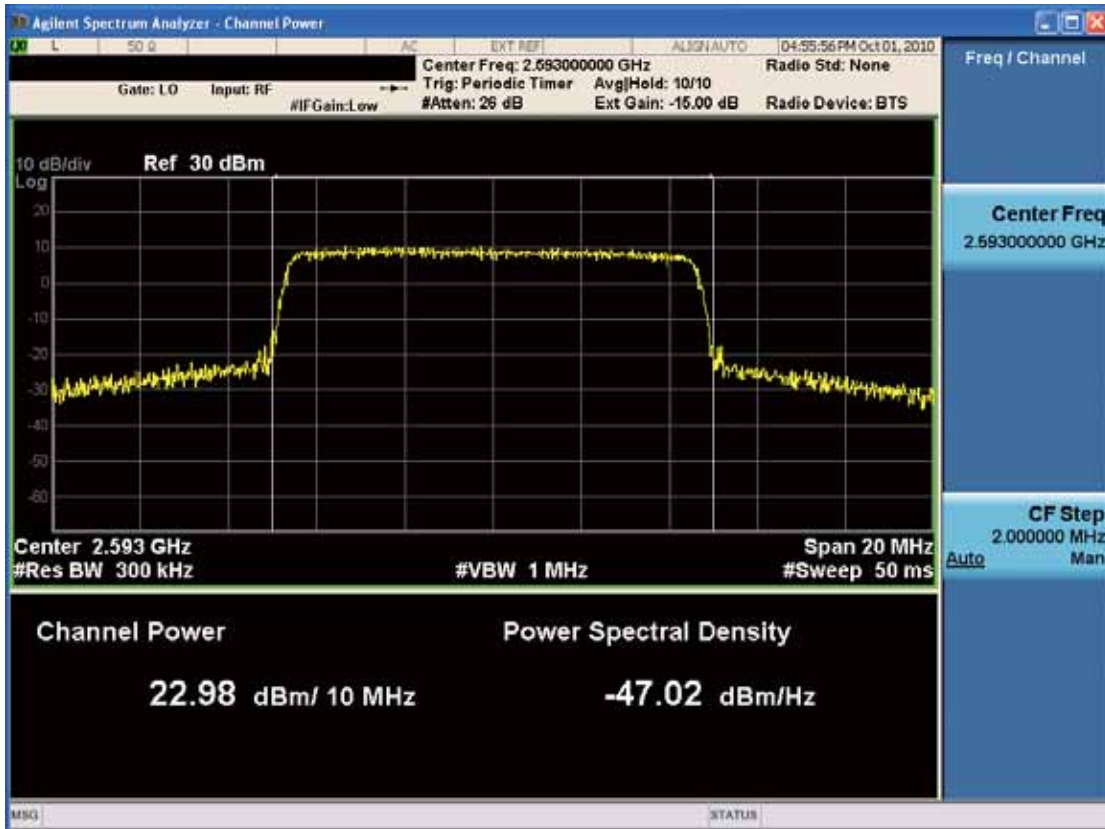 Agilent Spectrum Analyzer - Channel Power
L 50 Ω AC EXT REF ALIGN AUTO 04:55:56 PM Oct 01, 2010
Center Freq: 2.593000000 GHz Radio Std: None
Gate: LO Input: RF Trig: Periodic Timer Avg|Hold: 10/10
#IFGain:Low #Atten: 26 dB Ext Gain: -15.00 dB Radio Device: BTS
Freq / Channel
10 dB/div Ref 30 dBm
Log
20
10
0
-10
-20
-30
-40
-50
-60
Center 2.593 GHz Span 20 MHz
#Res BW 300 kHz #VBW 1 MHz #Sweep 50 ms
Center Freq
2.593000000 GHz
CF Step
2.000000 MHz
Auto Man
Channel Power Power Spectral Density
22.98 dBm/ 10 MHz -47.02 dBm/Hz
MSG STATUS